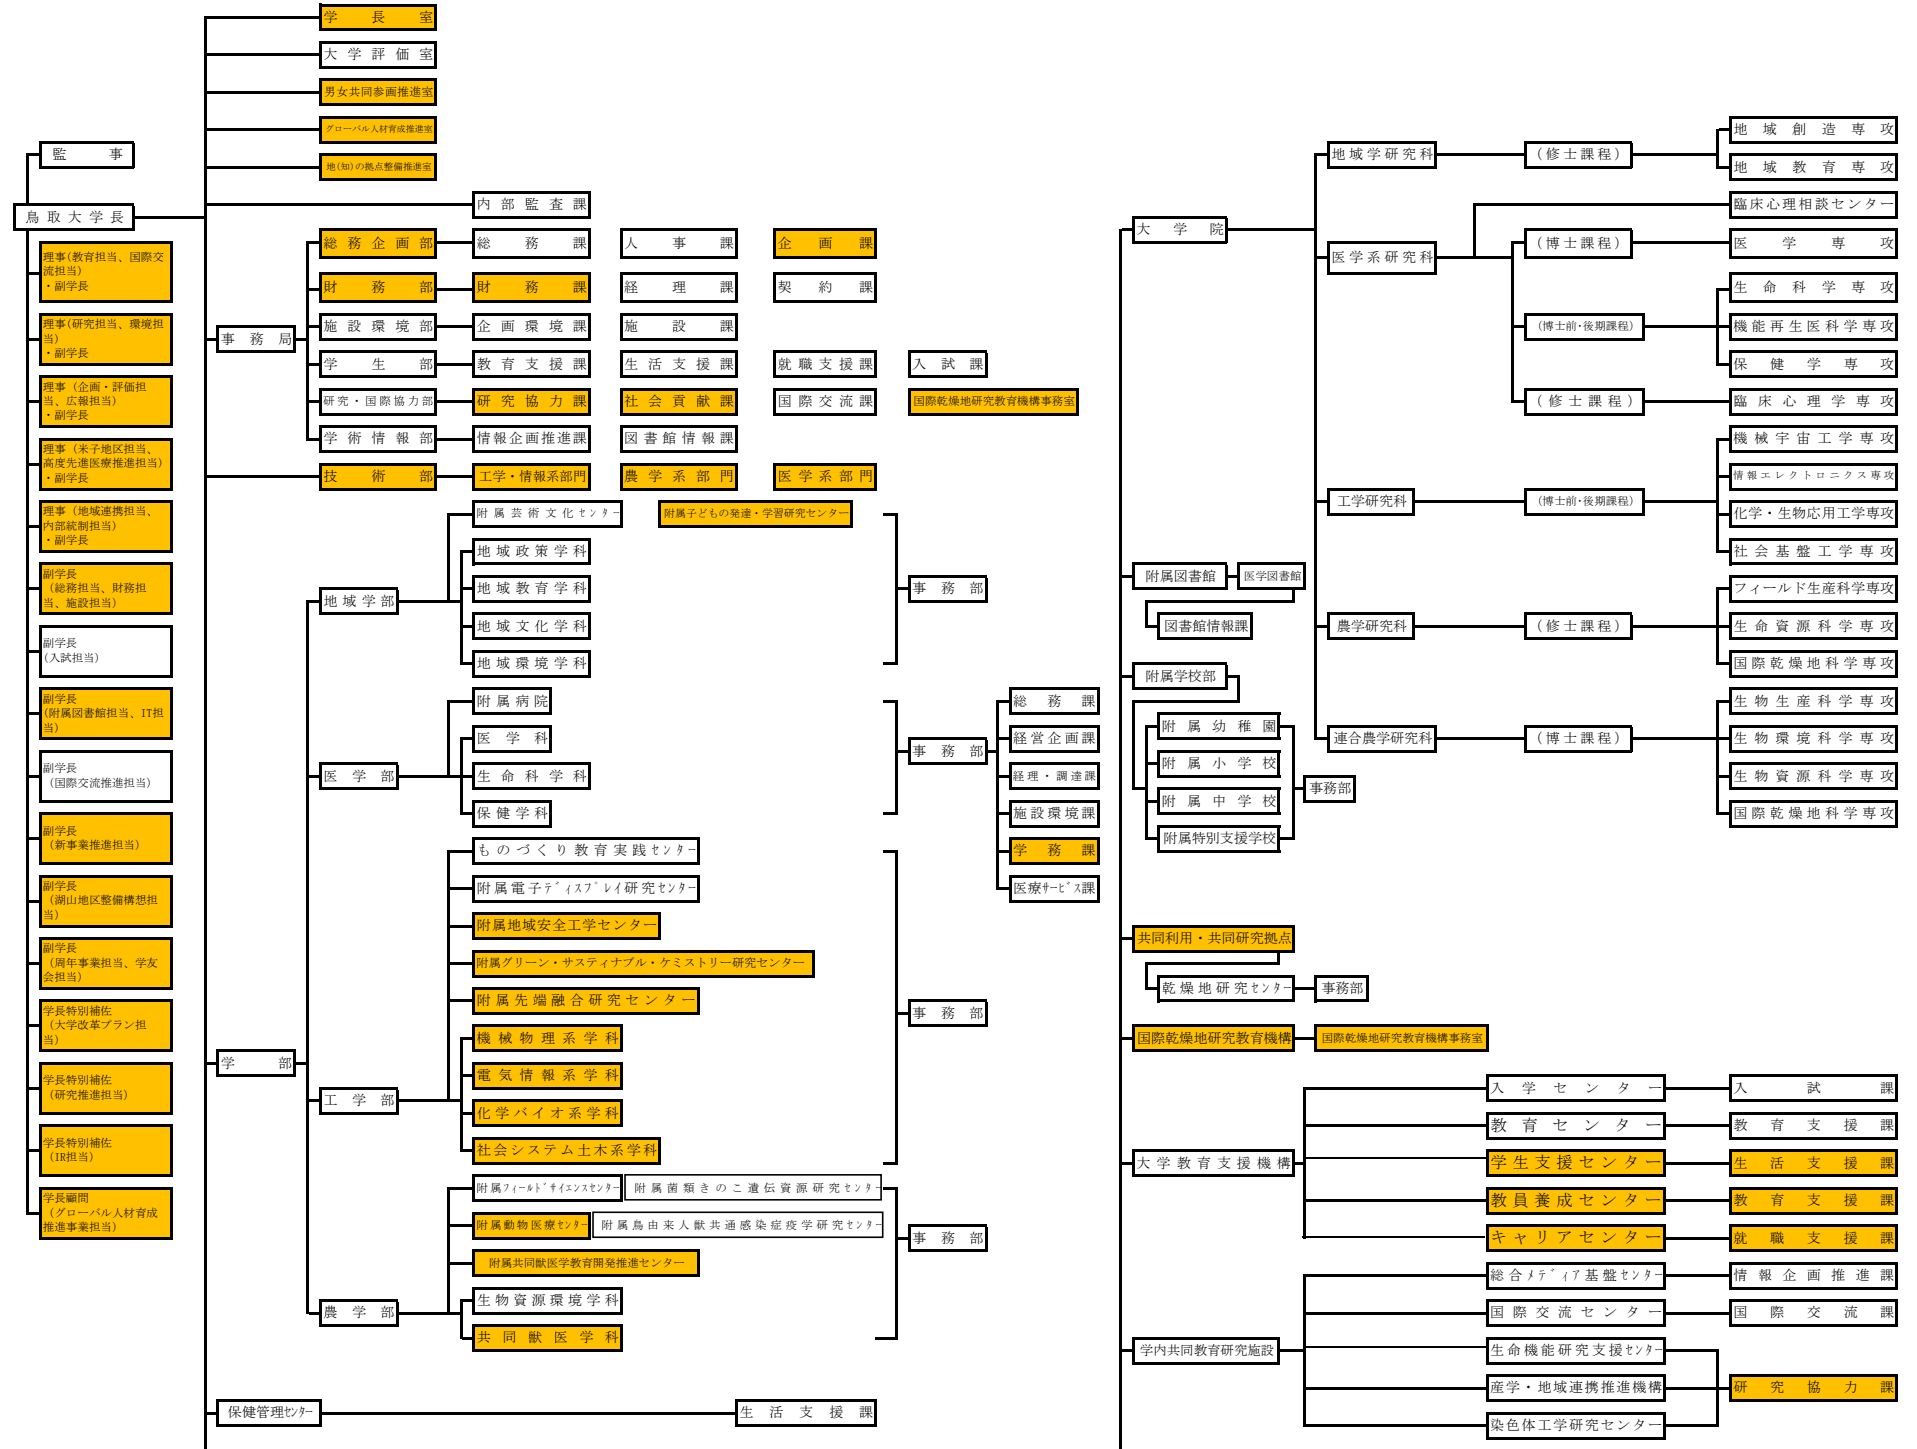 学長室
大学評価室
男女共同参画推進室
グローバル人材育成推進室
地(知)の拠点整備推進室
監事
鳥取大学長
理事(教育担当、国際交
流担当)
・副学長
理事(研究担当、環境担
当)
・副学長
理事（企画・評価担
当、広報担当）
・副学長
理事（米子地区担当、
高度先進医療推進担当）
・副学長
理事（地域連携担当、
内部統制担当）
・副学長
副学長
（総務担当、財務担
当、施設担当）
副学長
（入試担当）
副学長
(附属図書館担当、IT担
当)
副学長
（国際交流推進担当）
副学長
（新事業推進担当）
副学長
（湖山地区整備構想担
当）
副学長
（周年事業担当、学友
会担当）
学長特別補佐
（大学改革プラン担
当）
学長特別補佐
（研究推進担当）
学長特別補佐
（IR担当）
学長顧問
（グローバル人材育成
推進事業担当）
内部監査課
事務局
総務企画部 総務課 人事課 企画課
財務部 財務課 経理課 契約課
施設環境部 企画環境課 施設課
学生部 教育支援課 生活支援課 就職支援課 入試課
研究・国際協力部 研究協力課 社会貢献課 国際交流課 国際乾燥地研究教育機構事務室
学術情報部 情報企画推進課 図書館情報課
技術部 工学・情報系部門 農学系部門 医学系部門
学部
地域学部
附属芸術文化センター 附属子どもの発達・学習研究センター
地域政策学科
地域教育学科
地域文化学科
地域環境学科
事務部
医学部
附属病院
医学科
生命科学科
保健学科
事務部
総務課
経営企画課
経理・調達課
施設環境課
学務課
医療サービス課
工学部
ものづくり教育実践センター
附属電子ディスプレイ研究センター
附属地域安全工学センター
附属グリーン・サスティナブル・ケミストリー研究センター
附属先端融合研究センター
機械物理系学科
電気情報系学科
化学バイオ系学科
社会システム土木系学科
事務部
農学部
附属フィールドサイエンスセンター 附属菌類きのこ遺伝資源研究センター
附属動物医療センター 附属鳥由来人獣共通感染症疫学研究センター
附属共同獣医学教育開発推進センター
生物資源環境学科
共同獣医学科
事務部
保健管理センター 生活支援課
大学院
地域学研究科 （修士課程）
地域創造専攻
地域教育専攻
医学系研究科
臨床心理相談センター
（博士課程） 医学専攻
（博士前・後期課程）
生命科学専攻
機能再生医科学専攻
保健学専攻
（修士課程） 臨床心理学専攻
工学研究科 （博士前・後期課程）
機械宇宙工学専攻
情報エレクトロニクス専攻
化学・生物応用工学専攻
社会基盤工学専攻
農学研究科 （修士課程）
フィールド生産科学専攻
生命資源科学専攻
国際乾燥地科学専攻
連合農学研究科 （博士課程）
生物生産科学専攻
生物環境科学専攻
生物資源科学専攻
国際乾燥地科学専攻
附属図書館 医学図書館
図書館情報課
附属学校部
附属幼稚園
附属小学校
附属中学校
附属特別支援学校
事務部
共同利用・共同研究拠点
乾燥地研究センター 事務部
国際乾燥地研究教育機構 国際乾燥地研究教育機構事務室
大学教育支援機構
入学センター 入試課
教育センター 教育支援課
学生支援センター 生活支援課
教員養成センター 教育支援課
キャリアセンター 就職支援課
学内共同教育研究施設
総合メディア基盤センター 情報企画推進課
国際交流センター 国際交流課
生命機能研究支援センター
産学・地域連携推進機構 研究協力課
染色体工学研究センター